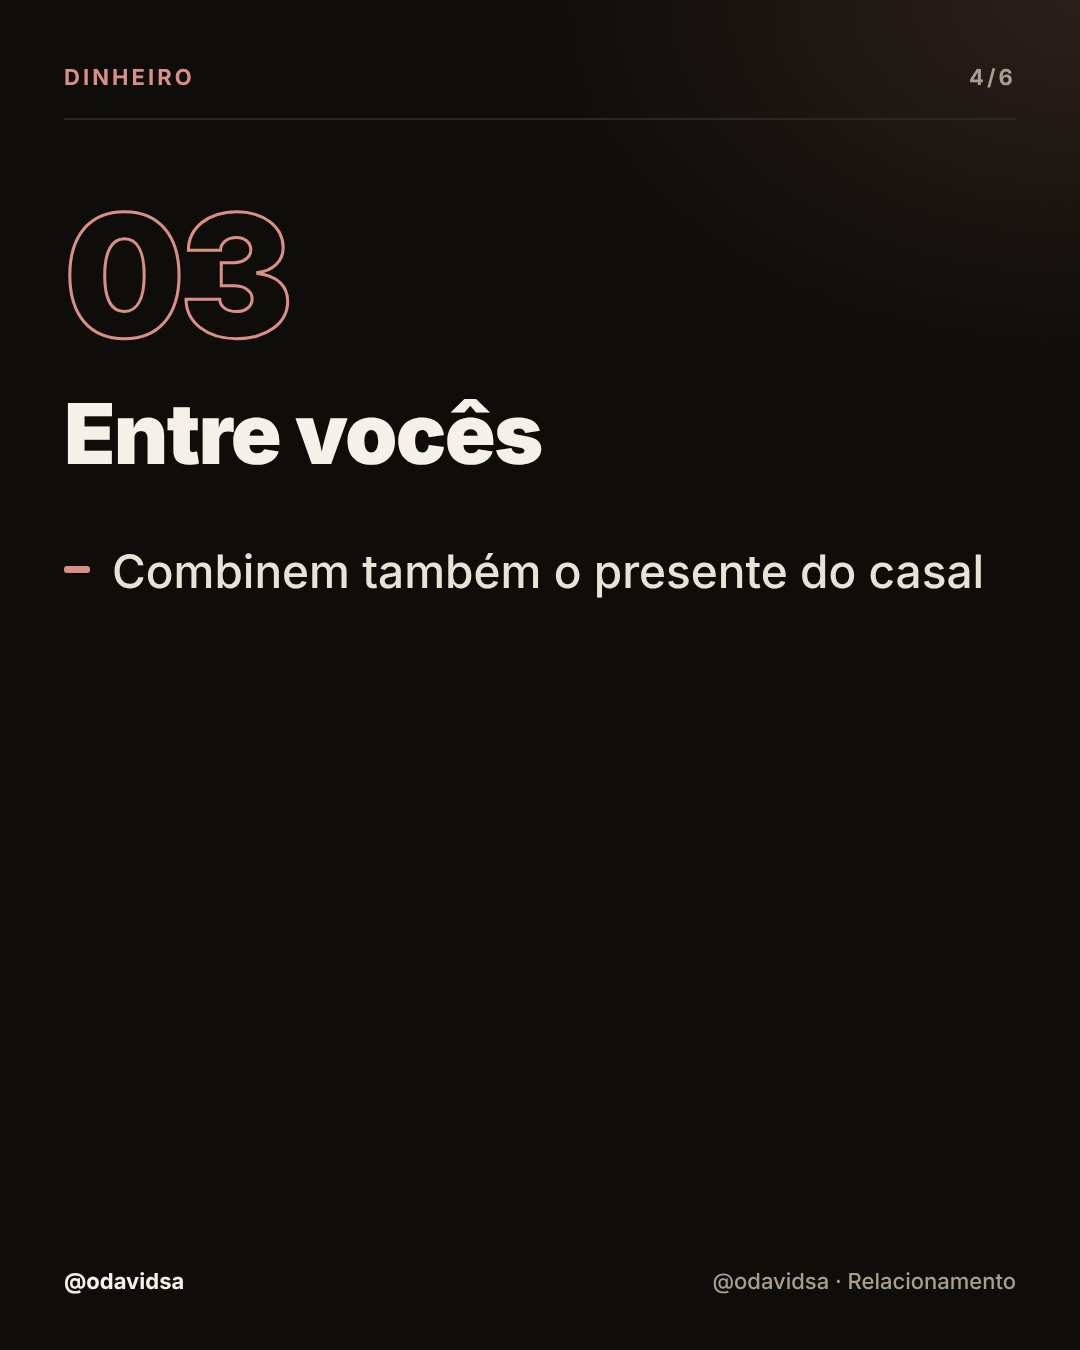 DINHEIRO
4/6
03
Entre vocês
Combinem também o presente do casal
@odavidsa
@odavidsa · Relacionamento